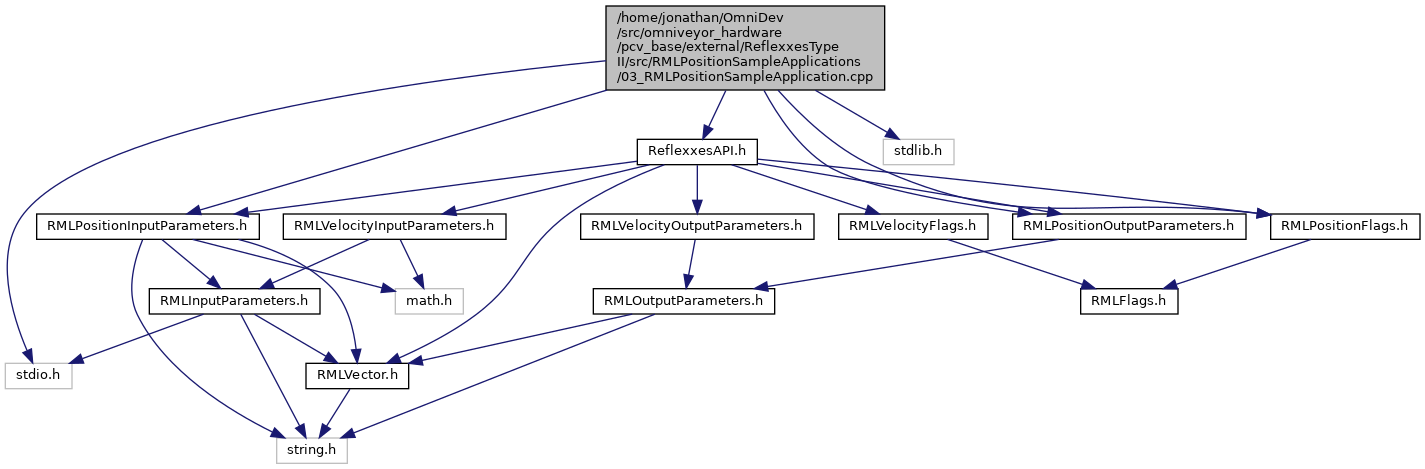 /home/jonathan/OmniDev
/src/omniveyor_hardware
/pcv_base/external/ReflexxesType
II/src/RMLPositionSampleApplications
/03_RMLPositionSampleApplication.cpp
ReflexxesAPI.h
stdlib.h
RMLPositionInputParameters.h
RMLVelocityInputParameters.h
RMLVelocityOutputParameters.h
RMLVelocityFlags.h
RMLPositionOutputParameters.h
RMLPositionFlags.h
RMLInputParameters.h
math.h
RMLOutputParameters.h
RMLFlags.h
stdio.h
RMLVector.h
string.h